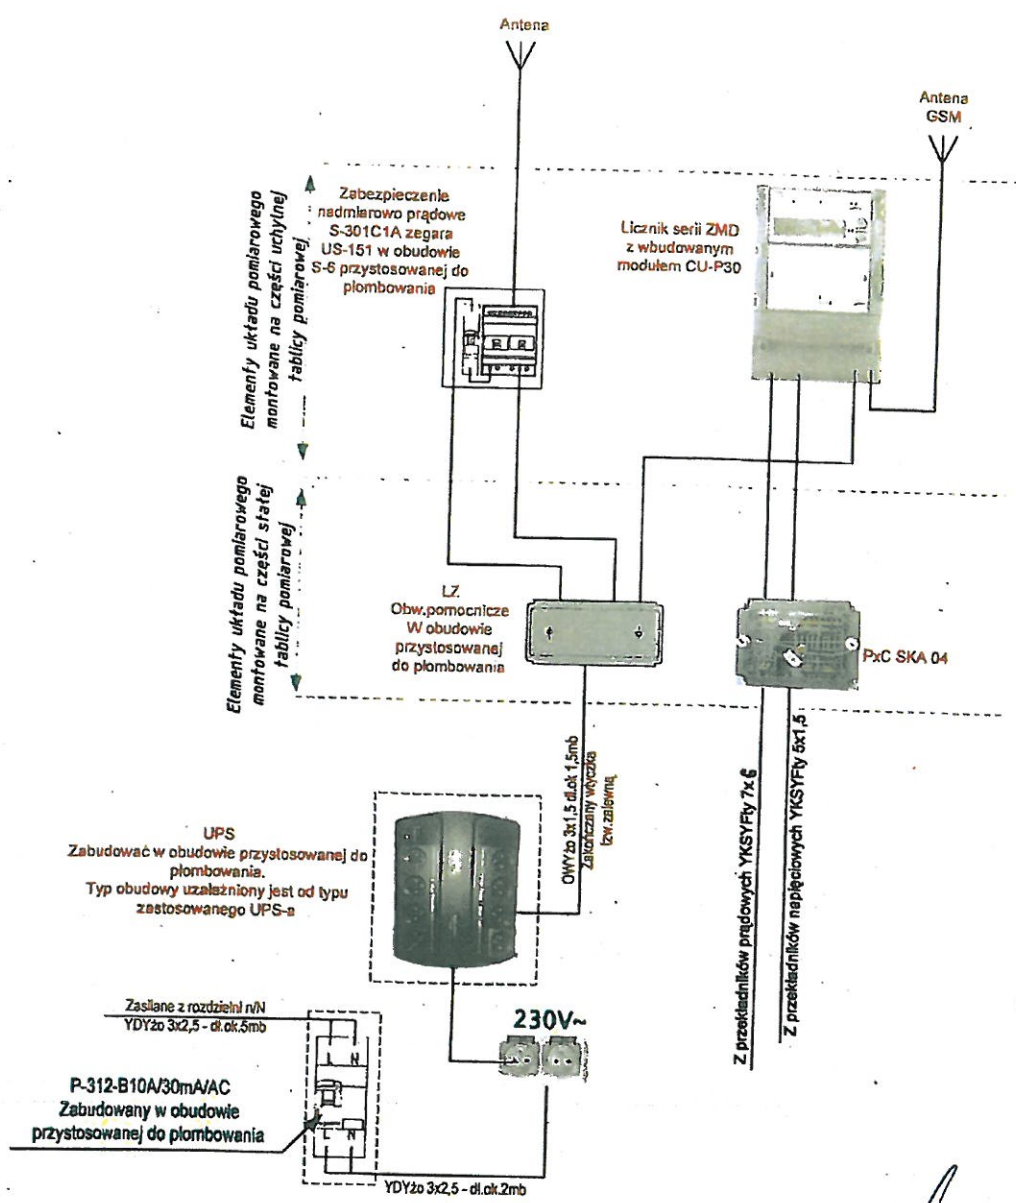 Antena
Antena
GSM
Elementy układu pomiarowego
montowane na części uchylnej
tablicy pomiarowej
Zabezpieczenie
nadmiarowo prądowe
S-301C1A zegara
US-151 w obudowie
S-6 przystosowanej do
plombowania
Licznik serii ZMD
z wbudowanym
modułem CU-P30
Elementy układu pomiarowego
montowane na części stałej
tablicy pomiarowej
LZ
Obw.pomocnicze
W obudowie
przystosowanej
do plombowania
PxC SKA 04
OWYżo 3x1,5 dł.ok 1,5mb
Zakończany wtyczka
tzw.zalewną
Z przekładników prądowych YKSYFty 7x6
Z przekładników napięciowych YKSYFty 5x1,5
UPS
Zabudować w obudowie przystosowanej do
plombowania.
Typ obudowy uzależniony jest od typu
zastosowanego UPS-a
Zasilane z rozdzielni n/N
YDYżo 3x2,5 - dł.ok.5mb
230V~
L N
P-312-B10A/30mA/AC
Zabudowany w obudowie
przystosowanej do plombowania
L N
YDYżo 3x2,5 - dł.ok.2mb